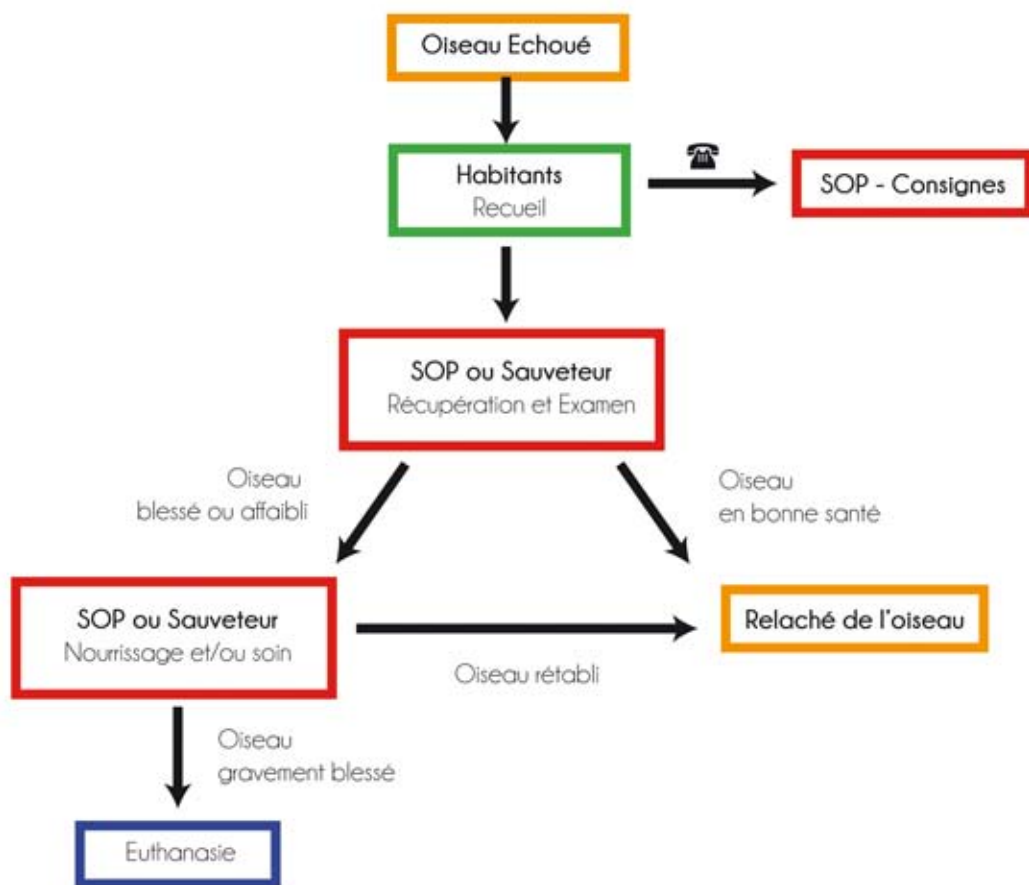 Oiseau Echoué
Habitants
Recueil
SOP - Consignes
SOP ou Sauveteur
Récupération et Examen
Oiseau
blessé ou affaibli
Oiseau
en bonne santé
SOP ou Sauveteur
Nourrissage et/ou soin
Relaché de l'oiseau
Oiseau rétabli
Oiseau
gravement blessé
Euthanasie